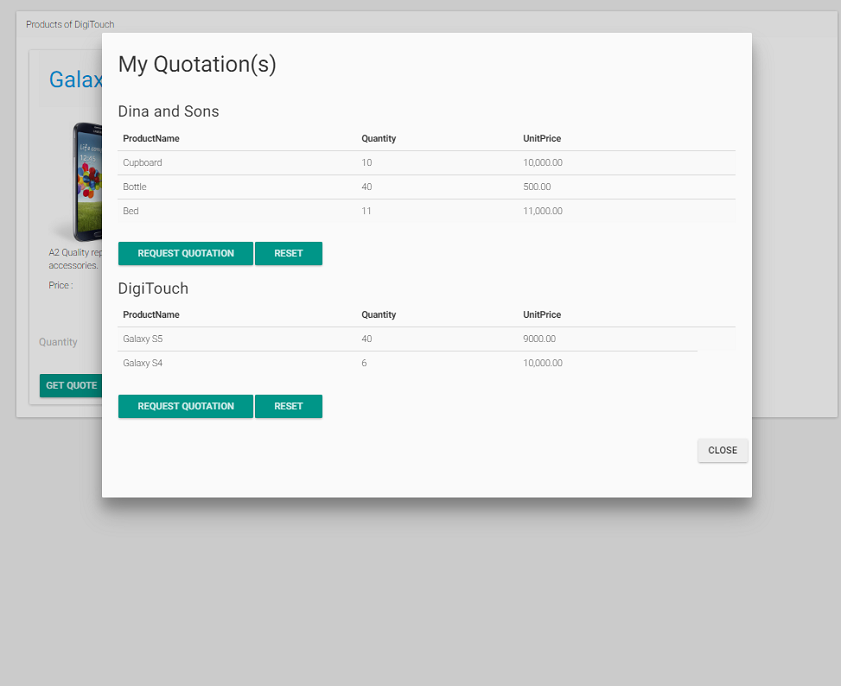 Products of DigiTouch
Galax
A2 Quality rep
accessories.
Price :
Quantity
GET QUOTE
My Quotation(s)
Dina and Sons
ProductName Quantity UnitPrice
Cupboard 10 10,000.00
Bottle 40 500.00
Bed 11 11,000.00
REQUEST QUOTATION RESET
DigiTouch
ProductName Quantity UnitPrice
Galaxy S5 40 9000.00
Galaxy S4 6 10,000.00
REQUEST QUOTATION RESET
CLOSE